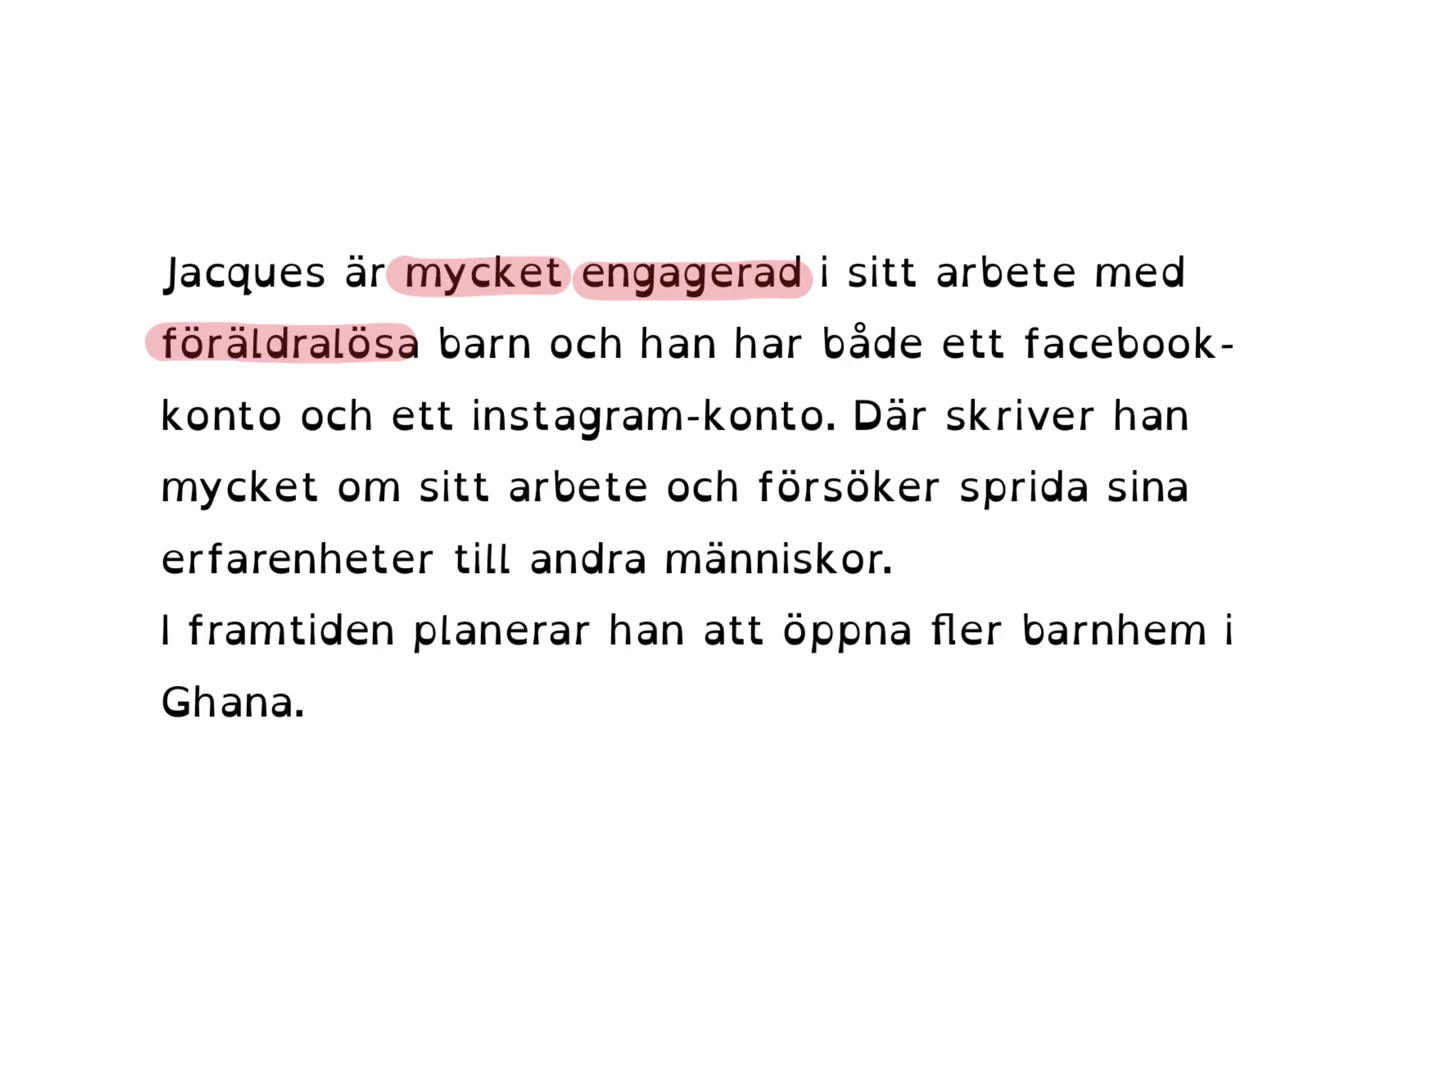 Jacques är mycket engagerad i sitt arbete med
föräldralösa barn och han har både ett facebook-
konto och ett instagram-konto. Där skriver han
mycket om sitt arbete och försöker sprida sina
erfarenheter till andra människor.
I framtiden planerar han att öppna fler barnhem i
Ghana.